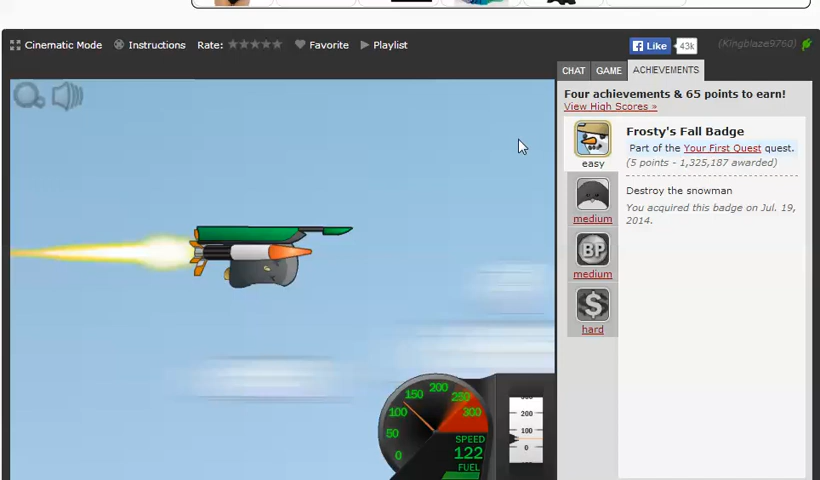 Cinematic Mode Instructions Rate: Favorite Playlist Like 43k (Kingblaze9760)
CHAT GAME ACHIEVEMENTS
Four achievements & 65 points to earn!
View High Scores »
Frosty's Fall Badge
Part of the Your First Quest quest.
(5 points - 1,325,187 awarded)
easy
Destroy the snowman
You acquired this badge on Jul. 19,
2014.
medium
BP
medium
$
hard
0
50
100
150
200
250
300
SPEED
122
FUEL
200
100
0